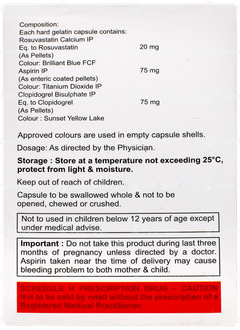 Composition:
Each hard gelatin capsule contains:
Rosuvastatin Calcium IP
Eq. to Rosuvastatin 20 mg
(As Pellets)
Colour: Brilliant Blue FCF
Aspirin IP 75 mg
(As enteric coated pellets)
Colour: Titanium Dioxide IP
Clopidogrel Bisulphate IP
Eq. to Clopidogrel 75 mg
(As Pellets)
Colour : Sunset Yellow Lake
Approved colours are used in empty capsule shells.
Dosage: As directed by the Physician.
Storage : Store at a temperature not exceeding 25°C,
protect from light & moisture.
Keep out of reach of children.
Capsule to be swallowed whole & not to be
opened, chewed or crushed.
Not to used in children below 12 years of age except
under medical advise.
Important : Do not take this product during last three
months of pregnancy unless directed by a doctor.
Aspirin taken near the time of delivery may cause
bleeding problem to both mother & child.
SCHEDULE H PRESCRIPTION DRUG - CAUTION
Not to be sold by retail without the prescription of a
Registered Medical Practitioner.